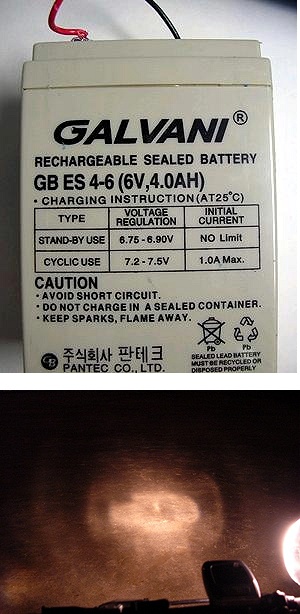 GALVANI®
RECHARGEABLE SEALED BATTERY
GB ES 4-6 (6V,4.0AH)
• CHARGING INSTRUCTION (AT25°C)
TYPE VOLTAGE REGULATION INITIAL CURRENT
STAND-BY USE 6.75 - 6.90V NO Limit
CYCLIC USE 7.2 - 7.5V 1.0A Max.
CAUTION
• AVOID SHORT CIRCUIT.
• DO NOT CHARGE IN A SEALED CONTAINER.
• KEEP SPARKS, FLAME AWAY.
Pb Pb
SEALED LEAD BATTERY
MUST BE RECYCLED OR
DISPOSED PROPERLY
주식회사 판테크
PANTEC CO., LTD.